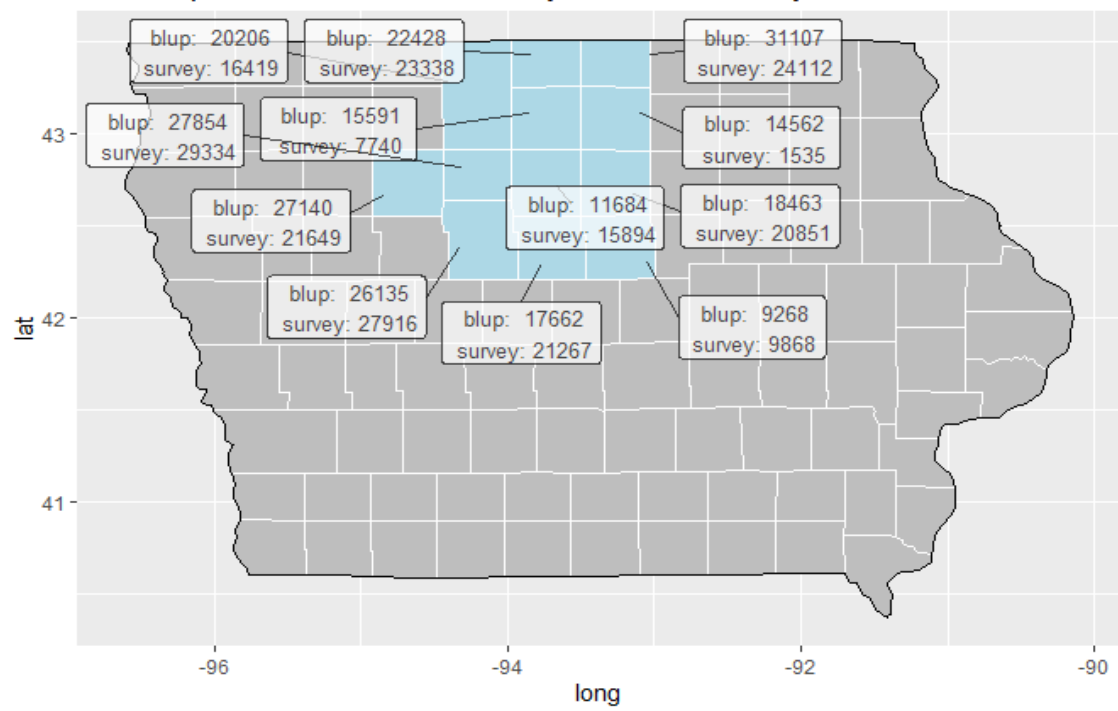 blup: 20206
survey: 16419
blup: 22428
survey: 23338
blup: 31107
survey: 24112
blup: 27854
survey: 29334
blup: 15591
survey: 7740
blup: 14562
survey: 1535
blup: 27140
survey: 21649
blup: 11684
survey: 15894
blup: 18463
survey: 20851
blup: 26135
survey: 27916
blup: 17662
survey: 21267
blup: 9268
survey: 9868
43
42
41
lat
-96
-94
-92
-90
long